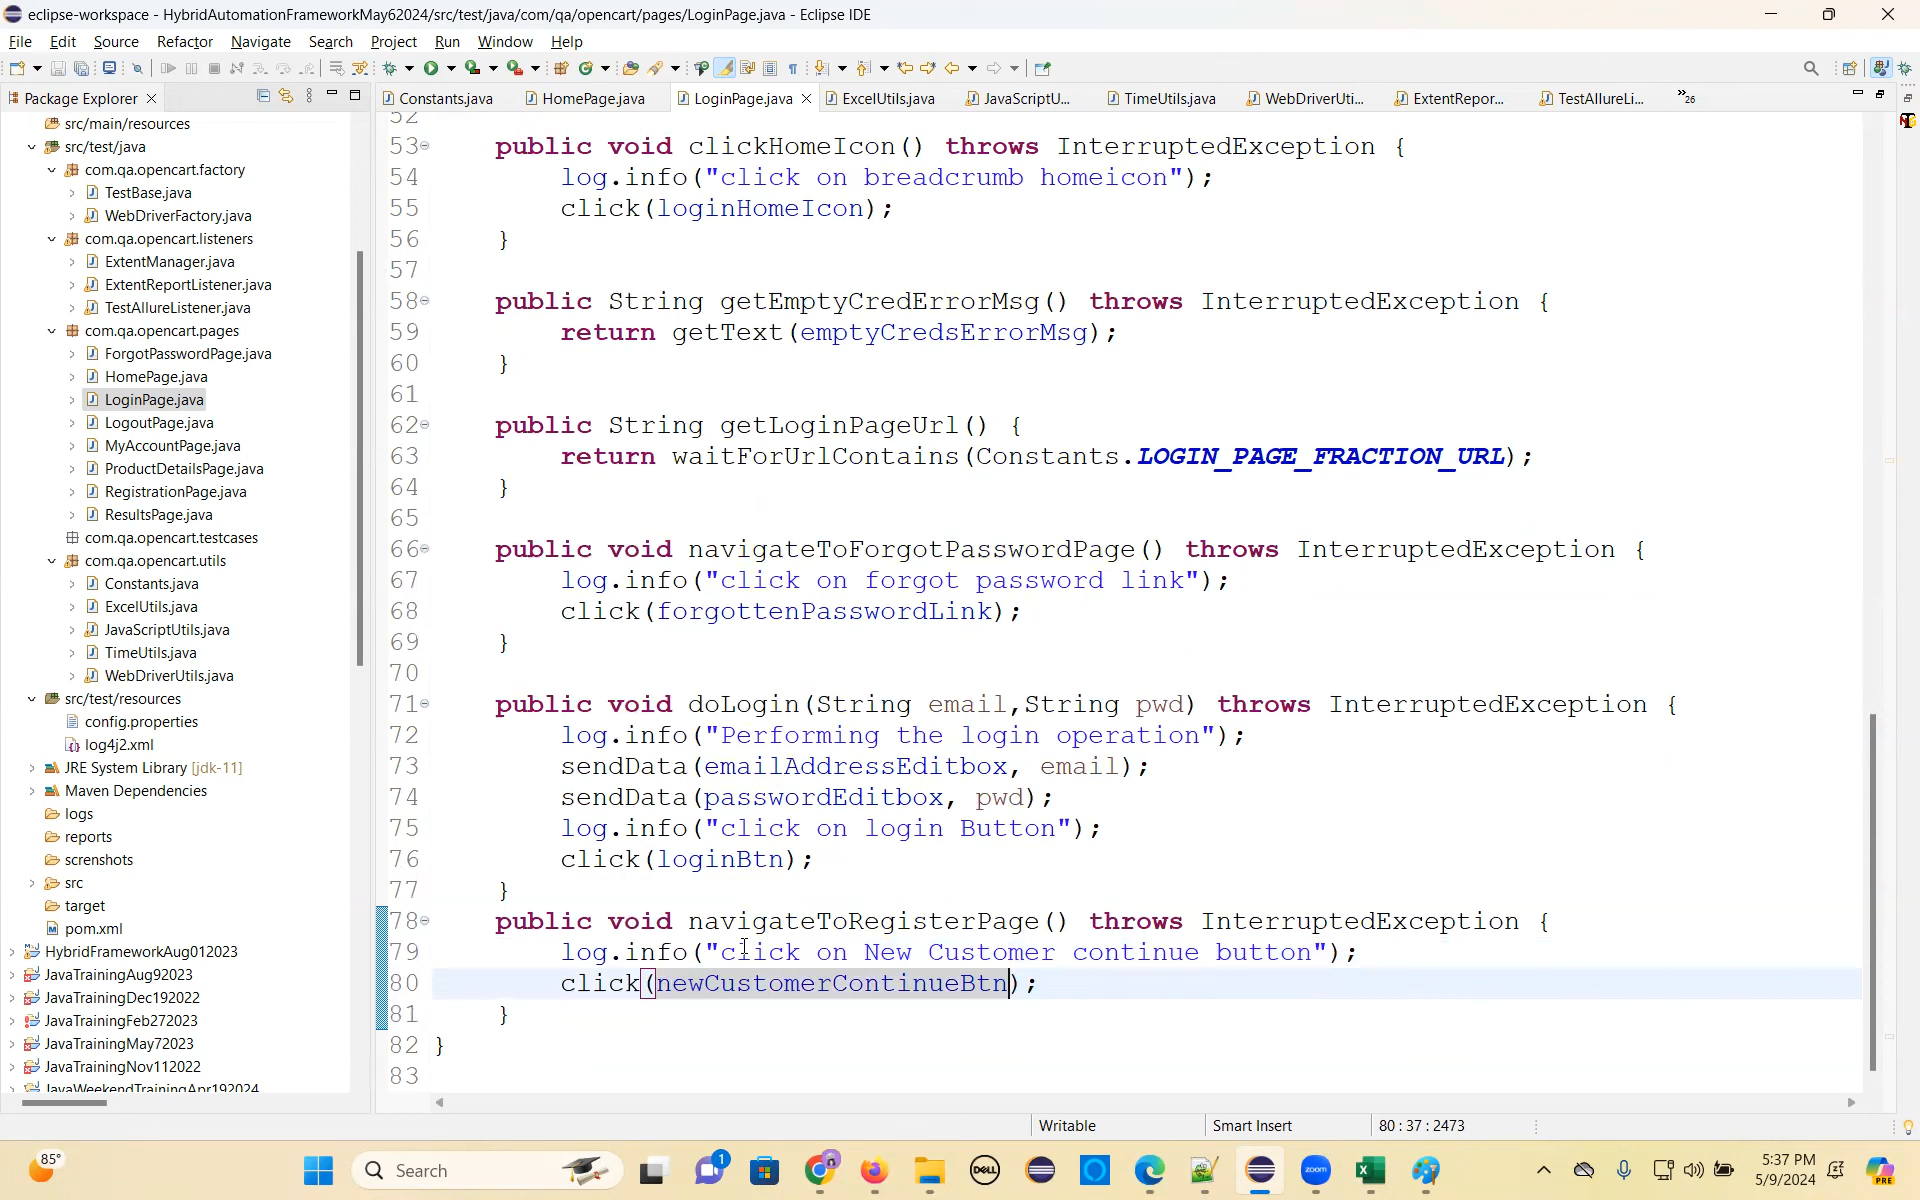 eclipse-workspace - HybridAutomationFrameworkMay62024/src/test/java/com/qa/opencart/pages/LoginPage.java - Eclipse IDE
File Edit Source Refactor Navigate Search Project Run Window Help
Package Explorer
Constants.java HomePage.java LoginPage.java ExcelUtils.java JavaScriptU... TimeUtils.java WebDriverUti... ExtentRepor... TestAllureLi... »26
src/main/resources
src/test/java
com.qa.opencart.factory
TestBase.java
WebDriverFactory.java
com.qa.opencart.listeners
ExtentManager.java
ExtentReportListener.java
TestAllureListener.java
com.qa.opencart.pages
ForgotPasswordPage.java
HomePage.java
LoginPage.java
LogoutPage.java
MyAccountPage.java
ProductDetailsPage.java
RegistrationPage.java
ResultsPage.java
com.qa.opencart.testcases
com.qa.opencart.utils
Constants.java
ExcelUtils.java
JavaScriptUtils.java
TimeUtils.java
WebDriverUtils.java
src/test/resources
config.properties
log4j2.xml
JRE System Library [jdk-11]
Maven Dependencies
logs
reports
screnshots
src
target
pom.xml
HybridFrameworkAug012023
JavaTrainingAug92023
JavaTrainingDec192022
JavaTrainingFeb272023
JavaTrainingMay72023
JavaTrainingNov112022
JavaWeekendTrainingApr192024
52
53 public void clickHomeIcon() throws InterruptedException {
54 log.info("click on breadcrumb homeicon");
55 click(loginHomeIcon);
56 }
57
58 public String getEmptyCredErrorMsg() throws InterruptedException {
59 return getText(emptyCredsErrorMsg);
60 }
61
62 public String getLoginPageUrl() {
63 return waitForUrlContains(Constants.LOGIN_PAGE_FRACTION_URL);
64 }
65
66 public void navigateToForgotPasswordPage() throws InterruptedException {
67 log.info("click on forgot password link");
68 click(forgottenPasswordLink);
69 }
70
71 public void doLogin(String email,String pwd) throws InterruptedException {
72 log.info("Performing the login operation");
73 sendData(emailAddressEditbox, email);
74 sendData(passwordEditbox, pwd);
75 log.info("click on login Button");
76 click(loginBtn);
77 }
78 public void navigateToRegisterPage() throws InterruptedException {
79 log.info("click on New Customer continue button");
80 click(newCustomerContinueBtn);
81 }
82 }
83
Writable Smart Insert 80 : 37 : 2473
85° Search 1 DELL zoom 5:37 PM
5/9/2024 PRE